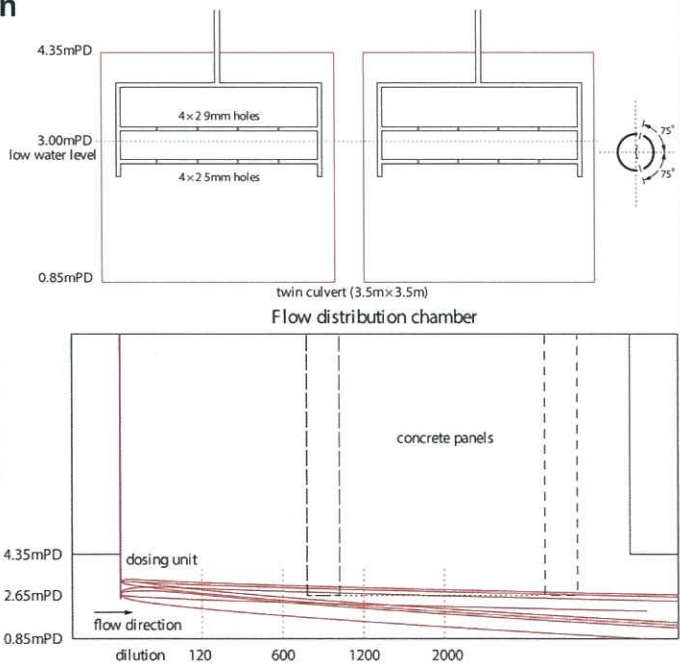 n
4.35mPD
4×2 9mm holes
3.00mPD
low water level
4×2 5mm holes
75°
75°
0.85mPD
twin culvert (3.5m×3.5m)
Flow distribution chamber
concrete panels
4.35mPD
dosing unit
2.65mPD
flow direction
0.85mPD
dilution 120 600 1200 2000